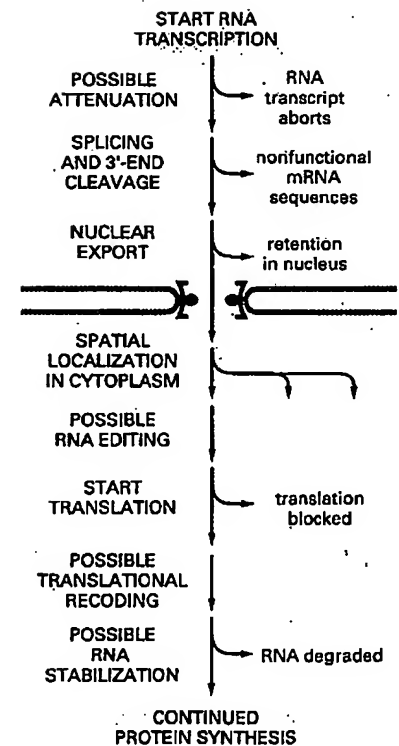 START RNA
TRANSCRIPTION
POSSIBLE
ATTENUATION
RNA
transcript
aborts
SPLICING
AND 3'-END
CLEAVAGE
nonfunctional
mRNA
sequences
NUCLEAR
EXPORT
retention
in nucleus
SPATIAL
LOCALIZATION
IN CYTOPLASM
POSSIBLE
RNA EDITING
START
TRANSLATION
translation
blocked
POSSIBLE
TRANSLATIONAL
RECODING
POSSIBLE
RNA
STABILIZATION
RNA degraded
CONTINUED
PROTEIN SYNTHESIS